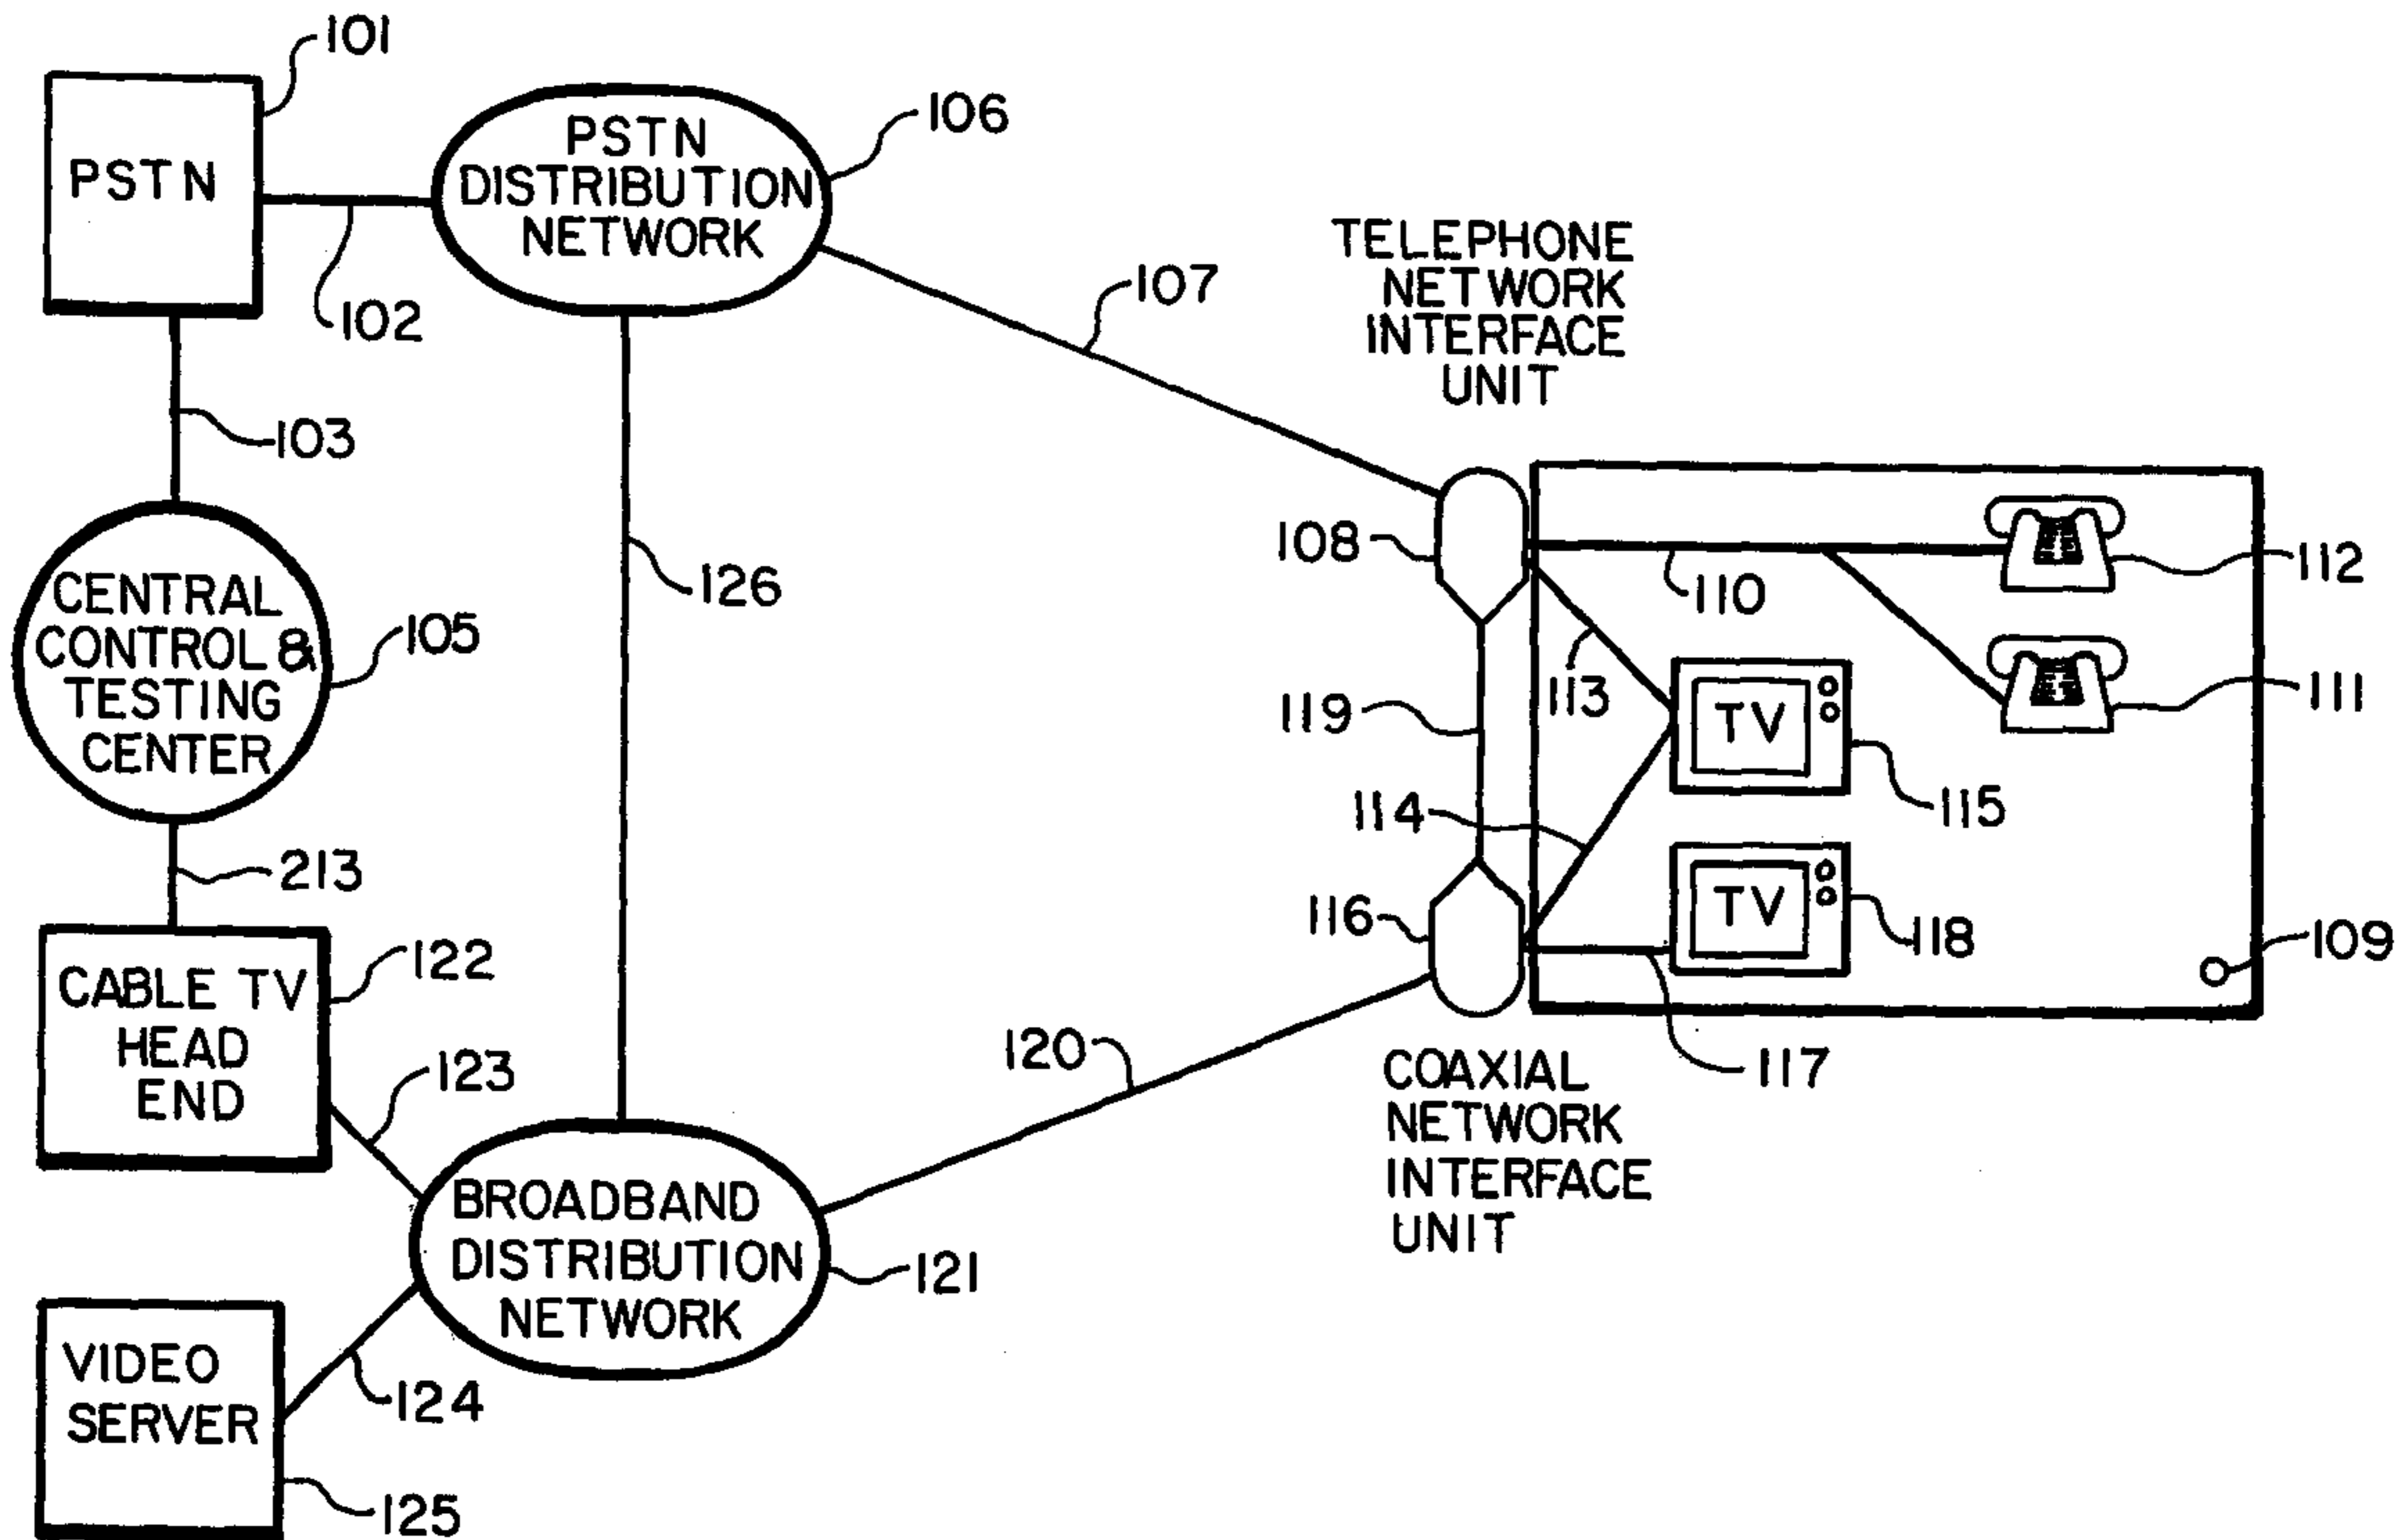 101
PSTN
102
PSTN
DISTRIBUTION
NETWORK
106
107
103
CENTRAL
CONTROL &
TESTING
CENTER
105
126
213
CABLE TV
HEAD
END
122
123
BROADBAND
DISTRIBUTION
NETWORK
121
120
VIDEO
SERVER
124
125
TELEPHONE
NETWORK
INTERFACE
UNIT
108
110
112
113
111
119
TV
115
114
116
TV
118
109
117
COAXIAL
NETWORK
INTERFACE
UNIT